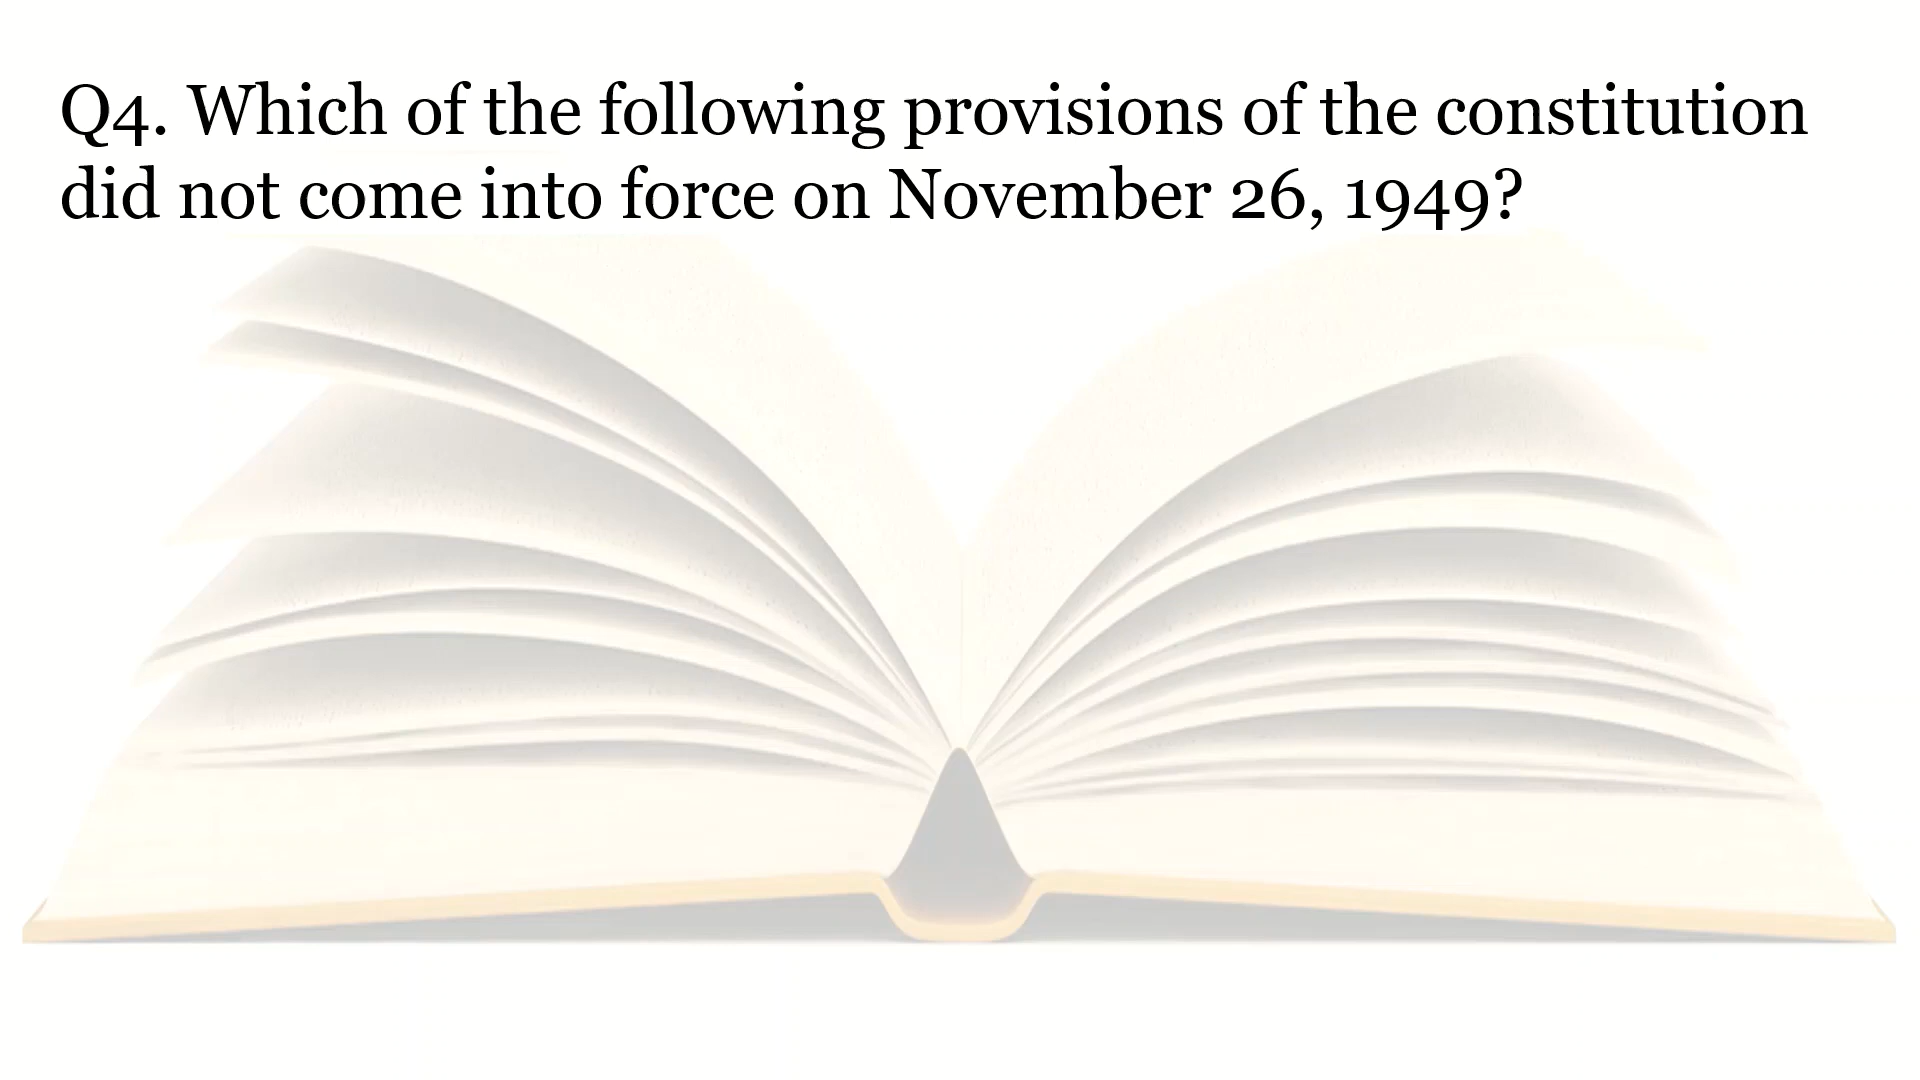 Q4. Which of the following provisions of the constitution
did not come into force on November 26, 1949?